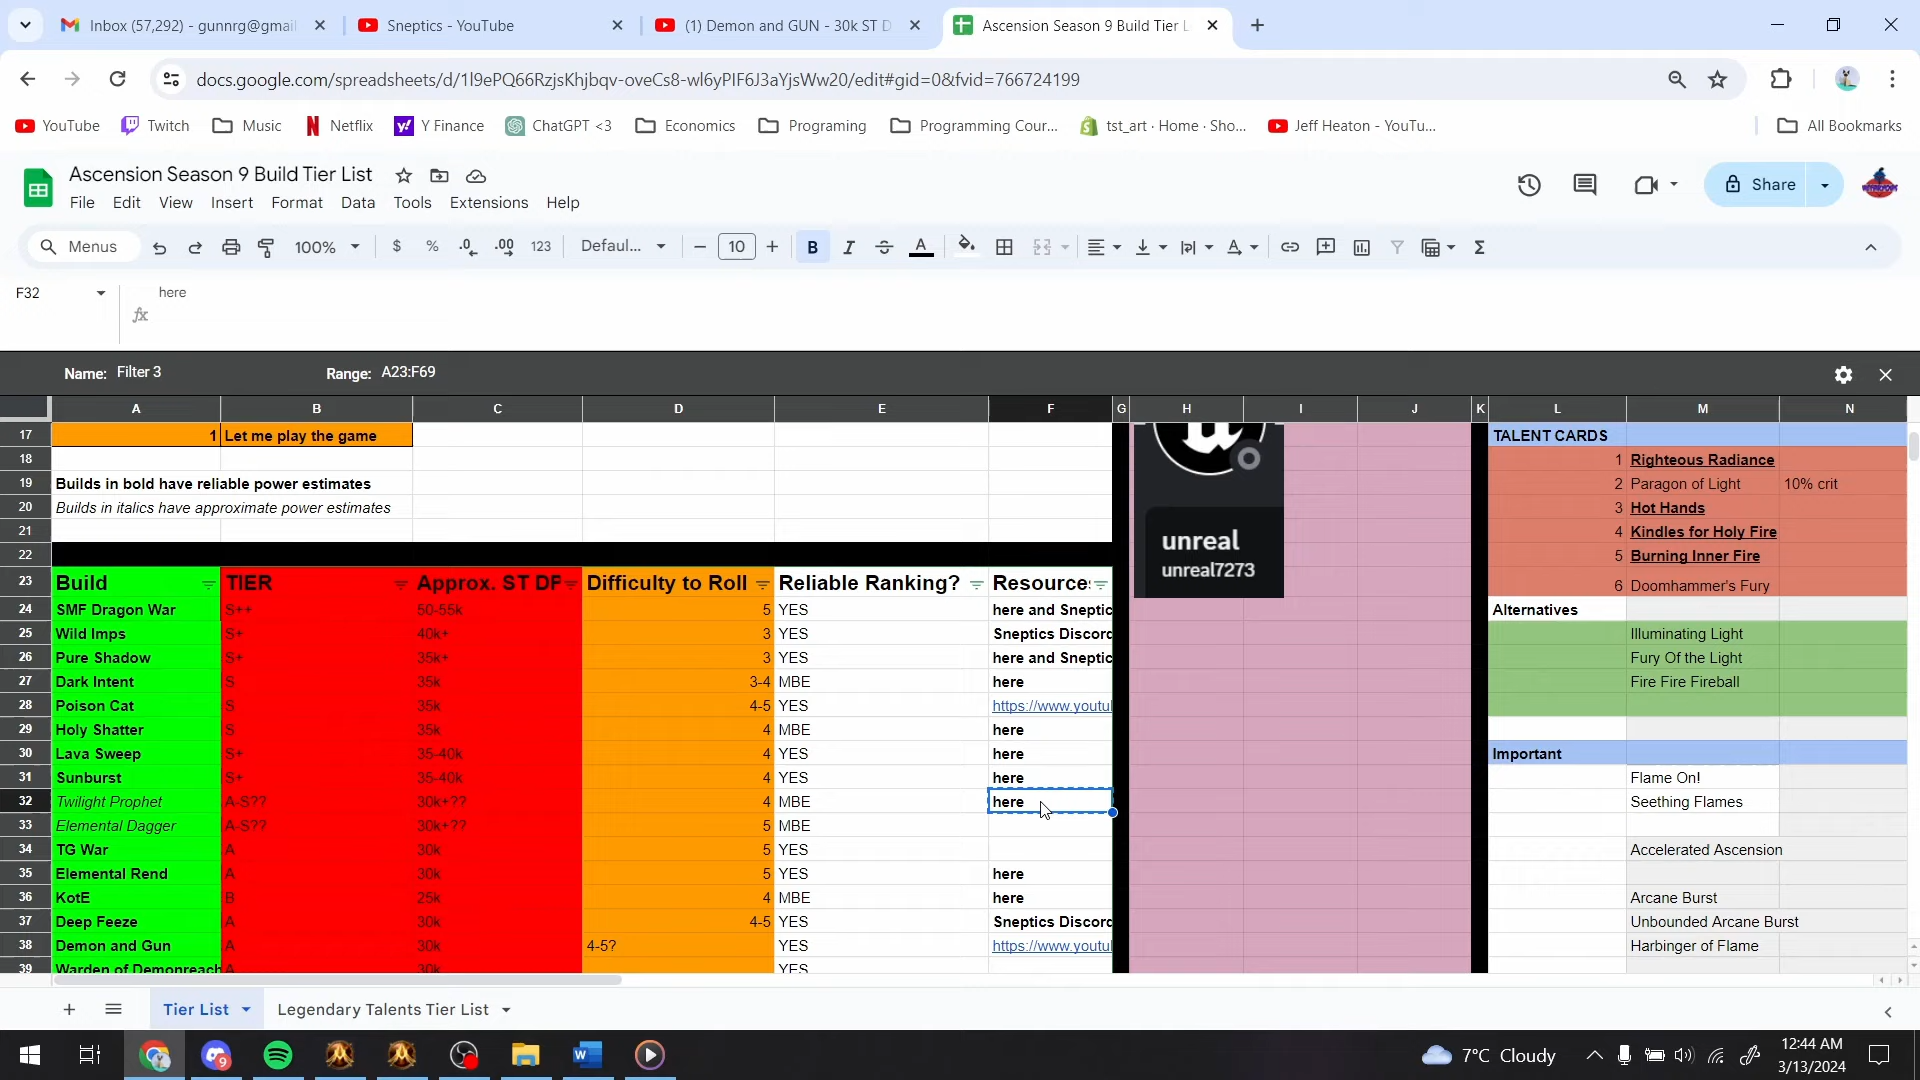 Inbox (57,292) - gunnrg@gmai
Sneptics - YouTube
(1) Demon and GUN - 30k ST D
Ascension Season 9 Build Tier L
docs.google.com/spreadsheets/d/1l9ePQ66RzjsKhjbqv-oveCs8-wl6yPIF6J3aYjsWw20/edit#gid=0&fvid=766724199
YouTube
Twitch
Music
Netflix
Y Finance
ChatGPT <3
Economics
Programing
Programming Cour...
tst_art · Home · Sho...
Jeff Heaton - YouTu...
All Bookmarks
Ascension Season 9 Build Tier List
File Edit View Insert Format Data Tools Extensions Help
Share
Menus 100% $ % .0 .00 123 Defaul... 10 B I A A Σ
F32 here
fx
Name: Filter 3 Range: A23:F69
A B C D E F G H I J K L M N
17 1 Let me play the game TALENT CARDS
18 1 Righteous Radiance
19 Builds in bold have reliable power estimates 2 Paragon of Light 10% crit
20 Builds in italics have approximate power estimates 3 Hot Hands
21 unreal 4 Kindles for Holy Fire
22 unreal7273 5 Burning Inner Fire
23 Build TIER Approx. ST DP Difficulty to Roll Reliable Ranking? Resource: 6 Doomhammer's Fury
24 SMF Dragon War S++ 50-55k 5 YES here and Sneptic Alternatives
25 Wild Imps S+ 40k+ 3 YES Sneptics Discord Illuminating Light
26 Pure Shadow S+ 35k+ 3 YES here and Sneptic Fury Of the Light
27 Dark Intent S 35k 3-4 MBE here Fire Fire Fireball
28 Poison Cat S 35k 4-5 YES https://www.youtul
29 Holy Shatter S 35k 4 MBE here
30 Lava Sweep S+ 35-40k 4 YES here Important
31 Sunburst S+ 35-40k 4 YES here Flame On!
32 Twilight Prophet A-S?? 30k+?? 4 MBE here Seething Flames
33 Elemental Dagger A-S?? 30k+?? 5 MBE
34 TG War A 30k 5 YES Accelerated Ascension
35 Elemental Rend A 30k 5 YES here
36 KotE B 25k 4 MBE here Arcane Burst
37 Deep Feeze A 30k 4-5 YES Sneptics Discord Unbounded Arcane Burst
38 Demon and Gun A 30k 4-5? YES https://www.youtul Harbinger of Flame
39 Warden of Demonreach A 30k YES
Tier List Legendary Talents Tier List
7°C Cloudy
12:44 AM
3/13/2024